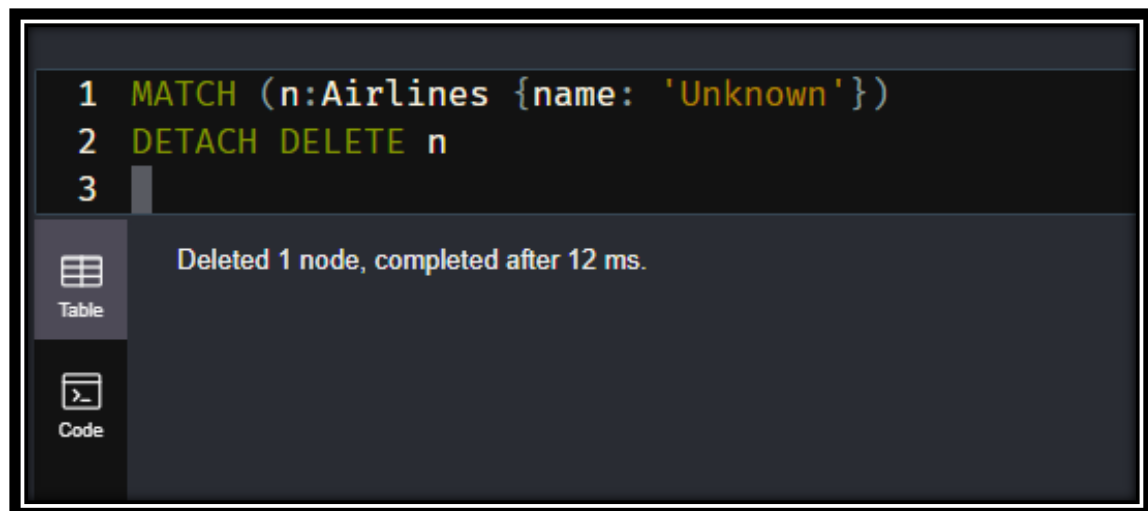 1 MATCH (n:Airlines {name: 'Unknown'})
2 DETACH DELETE n
3
Deleted 1 node, completed after 12 ms.
Table
Code